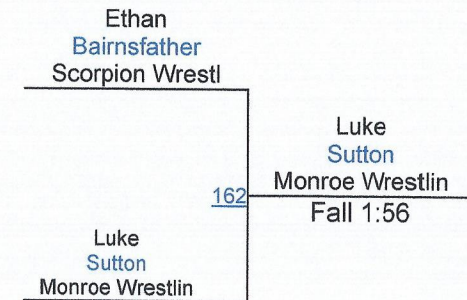 Ethan
Bairnsfather
Scorpion Wrestl
Luke
Sutton
Monroe Wrestlin
162
Fall 1:56
Luke
Sutton
Monroe Wrestlin